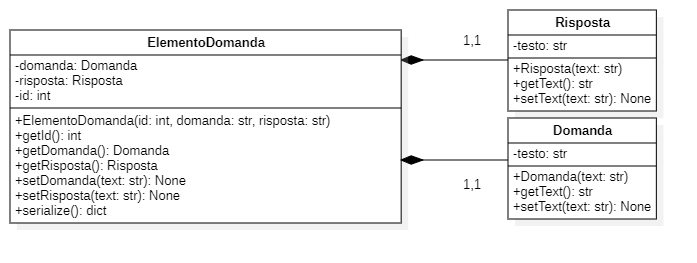 ElementoDomanda
-domanda: Domanda
-risposta: Risposta
-id: int
+ElementoDomanda(id: int, domanda: str, risposta: str)
+getId(): int
+getDomanda(): Domanda
+getRisposta(): Risposta
+setDomanda(text: str): None
+setRisposta(text: str): None
+serialize(): dict
1,1
Risposta
-testo: str
+Risposta(text: str)
+getText(): str
+setText(text: str): None
1,1
Domanda
-testo: str
+Domanda(text: str)
+getText(): str
+setText(text: str): None